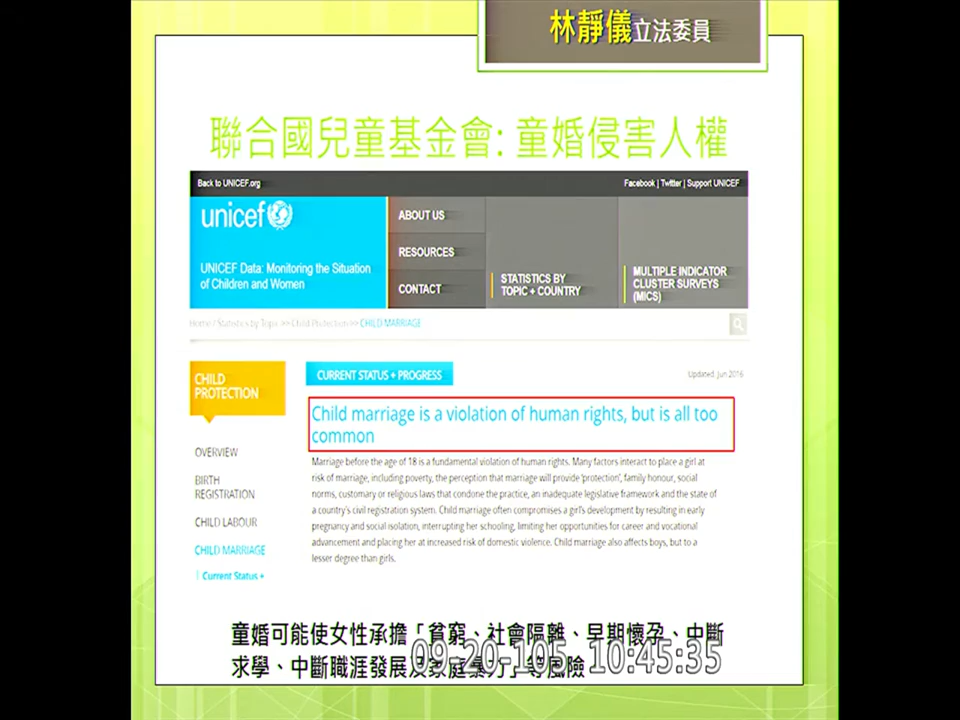 林靜儀立法委員
聯合國兒童基金會: 童婚侵害人權
Back to UNICEF.org
Facebook | Twitter | Support UNICEF
unicef
UNICEF Data: Monitoring the Situation
of Children and Women
ABOUT US
RESOURCES
CONTACT
STATISTICS BY
TOPIC + COUNTRY
MULTIPLE INDICATOR
CLUSTER SURVEYS
(MICS)
Home / Statistics by Topic >> Child Protection >> CHILD MARRIAGE
CHILD
PROTECTION
CURRENT STATUS + PROGRESS
Updated: Jun 2016
Child marriage is a violation of human rights, but is all too
common
Marriage before the age of 18 is a fundamental violation of human rights. Many factors interact to place a girl at
risk of marriage, including poverty, the perception that marriage will provide 'protection', family honour, social
norms, customary or religious laws that condone the practice, an inadequate legislative framework and the state of
a country's civil registration system. Child marriage often compromises a girl's development by resulting in early
pregnancy and social isolation, interrupting her schooling, limiting her opportunities for career and vocational
advancement and placing her at increased risk of domestic violence. Child marriage also affects boys, but to a
lesser degree than girls.
OVERVIEW
BIRTH
REGISTRATION
CHILD LABOUR
CHILD MARRIAGE
Current Status +
童婚可能使女性承擔「貧窮、社會隔離、早期懷孕、中斷
求學、中斷職涯發展及家庭暴力」等風險
09-20-105 10:45:35